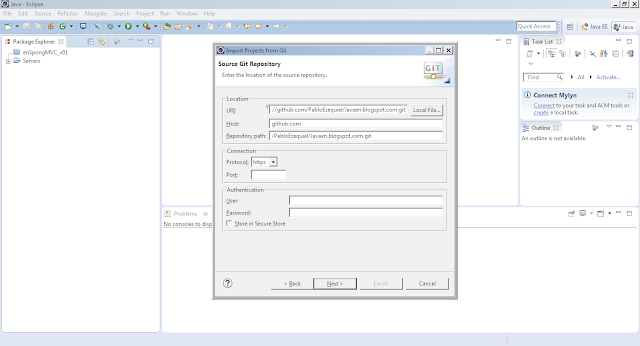 Java - Eclipse
File Edit Source Refactor Navigate Search Project Run Window Help
Quick Access
Java EE
Java
Package Explorer
enSpringMVC_v01
Servers
Import Projects from Git
Source Git Repository
Enter the location of the source repository.
GIT
Location
URI: ://github.com/PabloEzequiel/Javaen.blogspot.com.git Local File...
Host: github.com
Repository path: /PabloEzequiel/Javaen.blogspot.com.git
Connection
Protocol: https
Port:
Authentication
User:
Password:
Store in Secure Store
< Back Next > Finish Cancel
Problems
No consoles to disp
Task List
Find All Activate...
Connect Mylyn
Connect to your task and ALM tools or
create a local task.
Outline
An outline is not available.